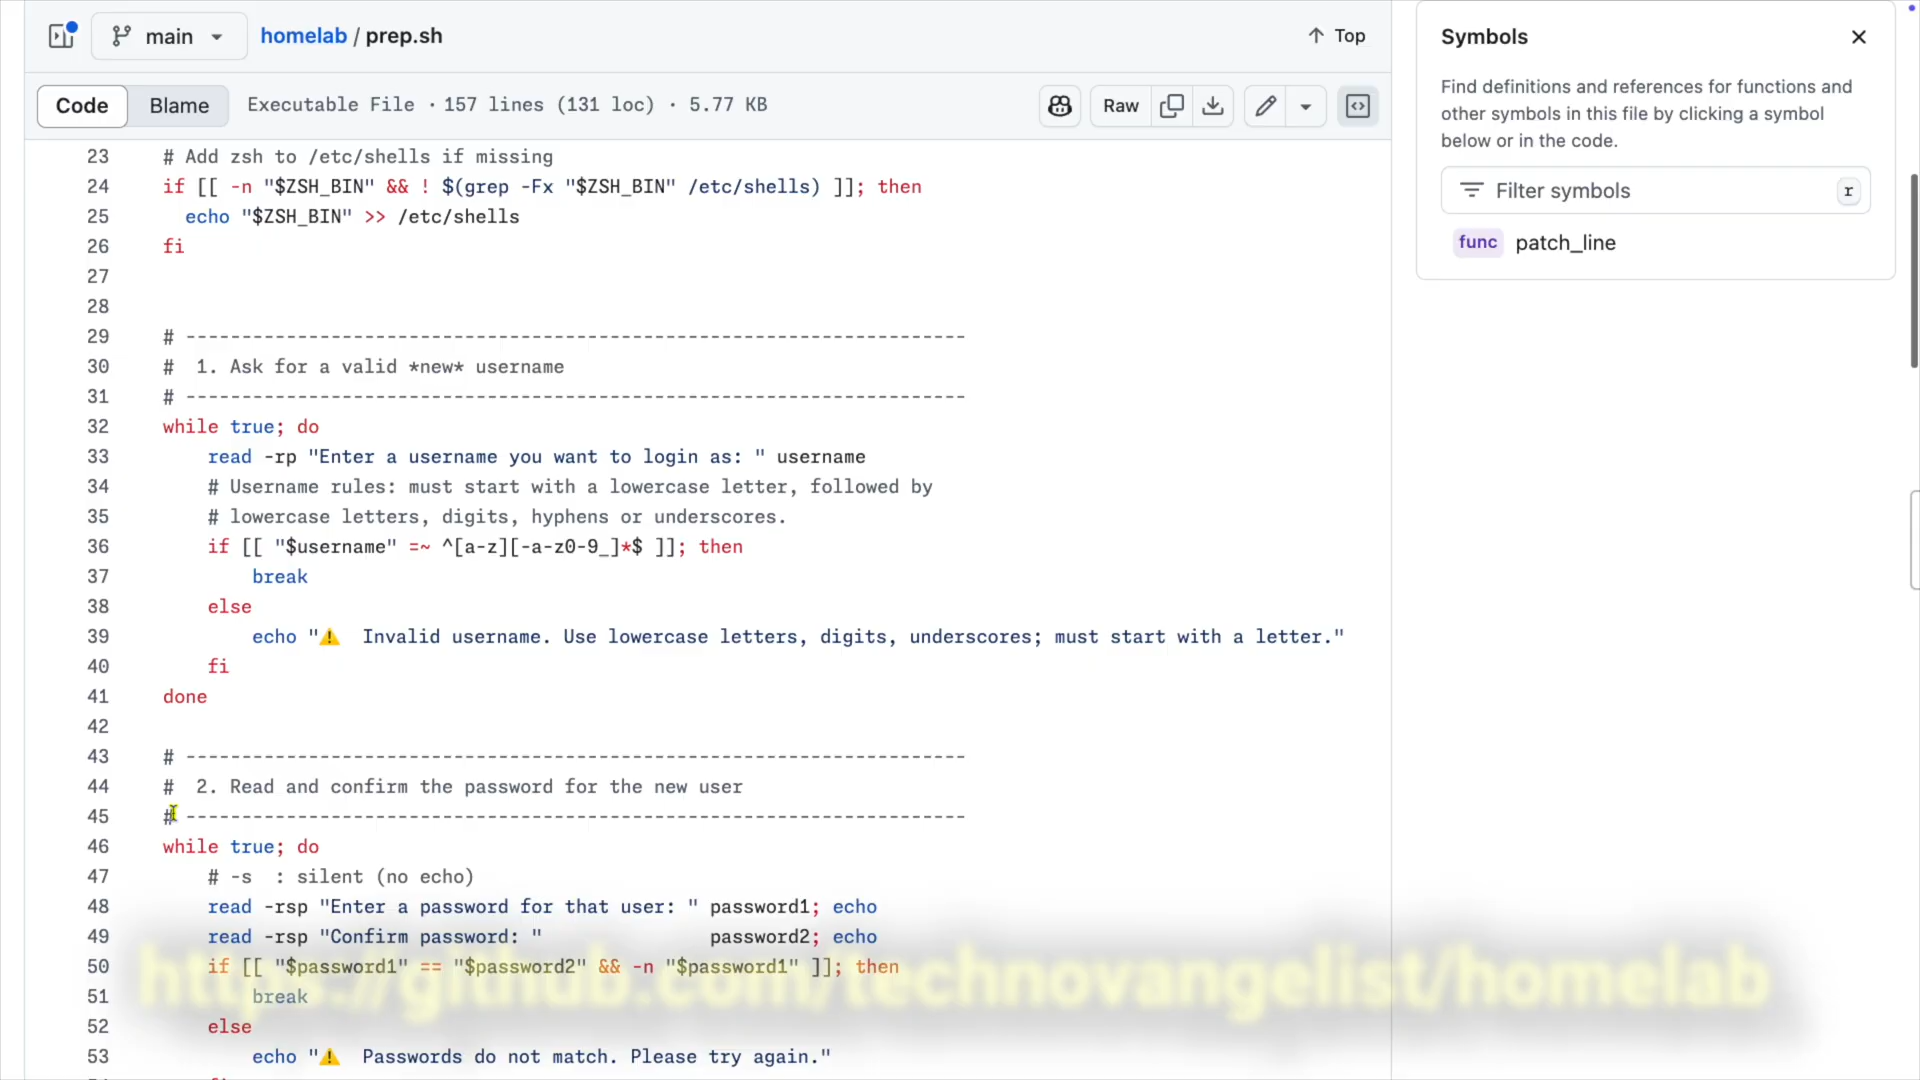 main
homelab / prep.sh
Top
Code
Blame
Executable File · 157 lines (131 loc) · 5.77 KB
Raw
23 # Add zsh to /etc/shells if missing
24 if [[ -n "$ZSH_BIN" && ! $(grep -Fx "$ZSH_BIN" /etc/shells) ]]; then
25 echo "$ZSH_BIN" >> /etc/shells
26 fi
27
28
29 # ----------------------------------------------------------------------
30 # 1. Ask for a valid *new* username
31 # ----------------------------------------------------------------------
32 while true; do
33 read -rp "Enter a username you want to login as: " username
34 # Username rules: must start with a lowercase letter, followed by
35 # lowercase letters, digits, hyphens or underscores.
36 if [[ "$username" =~ ^[a-z][-a-z0-9_]*$ ]]; then
37 break
38 else
39 echo "⚠️  Invalid username. Use lowercase letters, digits, underscores; must start with a letter."
40 fi
41 done
42
43 # ----------------------------------------------------------------------
44 # 2. Read and confirm the password for the new user
45 # ----------------------------------------------------------------------
46 while true; do
47 # -s  : silent (no echo)
48 read -rsp "Enter a password for that user: " password1; echo
49 read -rsp "Confirm password: "               password2; echo
50 if [[ "$password1" == "$password2" && -n "$password1" ]]; then
51 break
52 else
53 echo "⚠️  Passwords do not match. Please try again."
https://github.com/technovangelist/homelab
Symbols
Find definitions and references for functions and
other symbols in this file by clicking a symbol
below or in the code.
Filter symbols
r
func patch_line